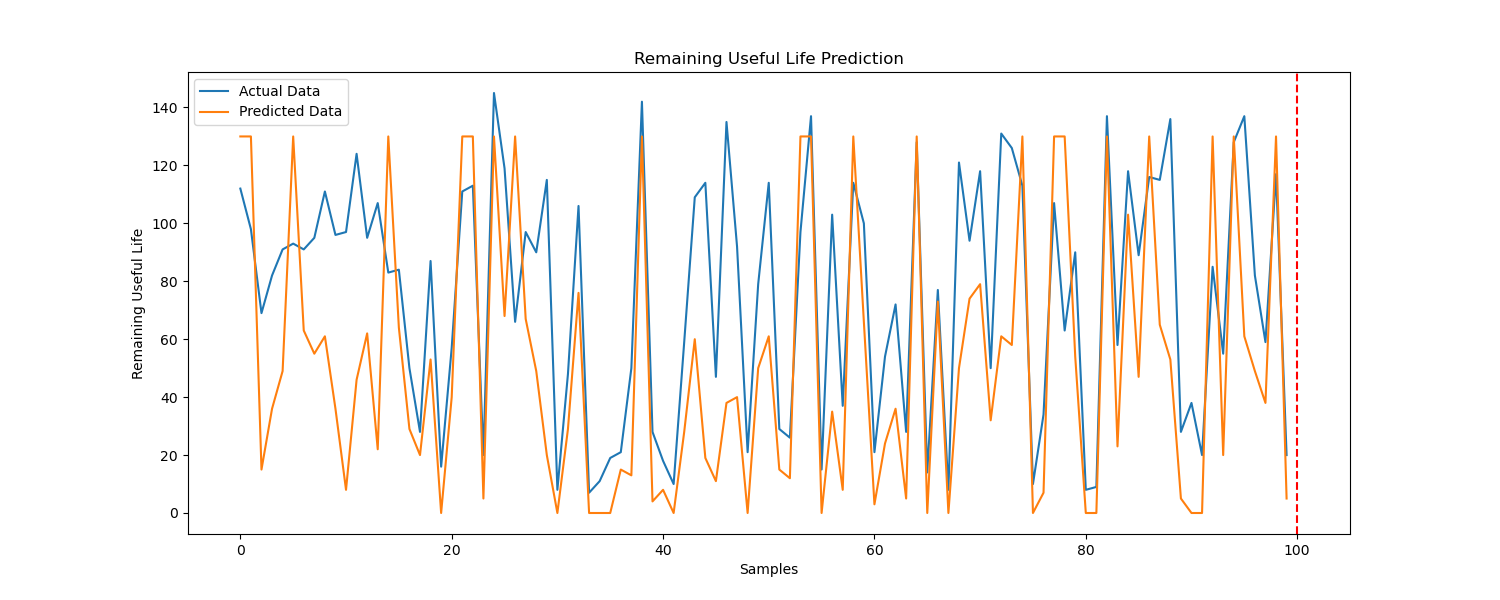 Remaining Useful Life Prediction
Actual Data
Predicted Data
140
120
100
80
60
40
20
0
Remaining Useful Life
0
20
40
60
80
100
Samples